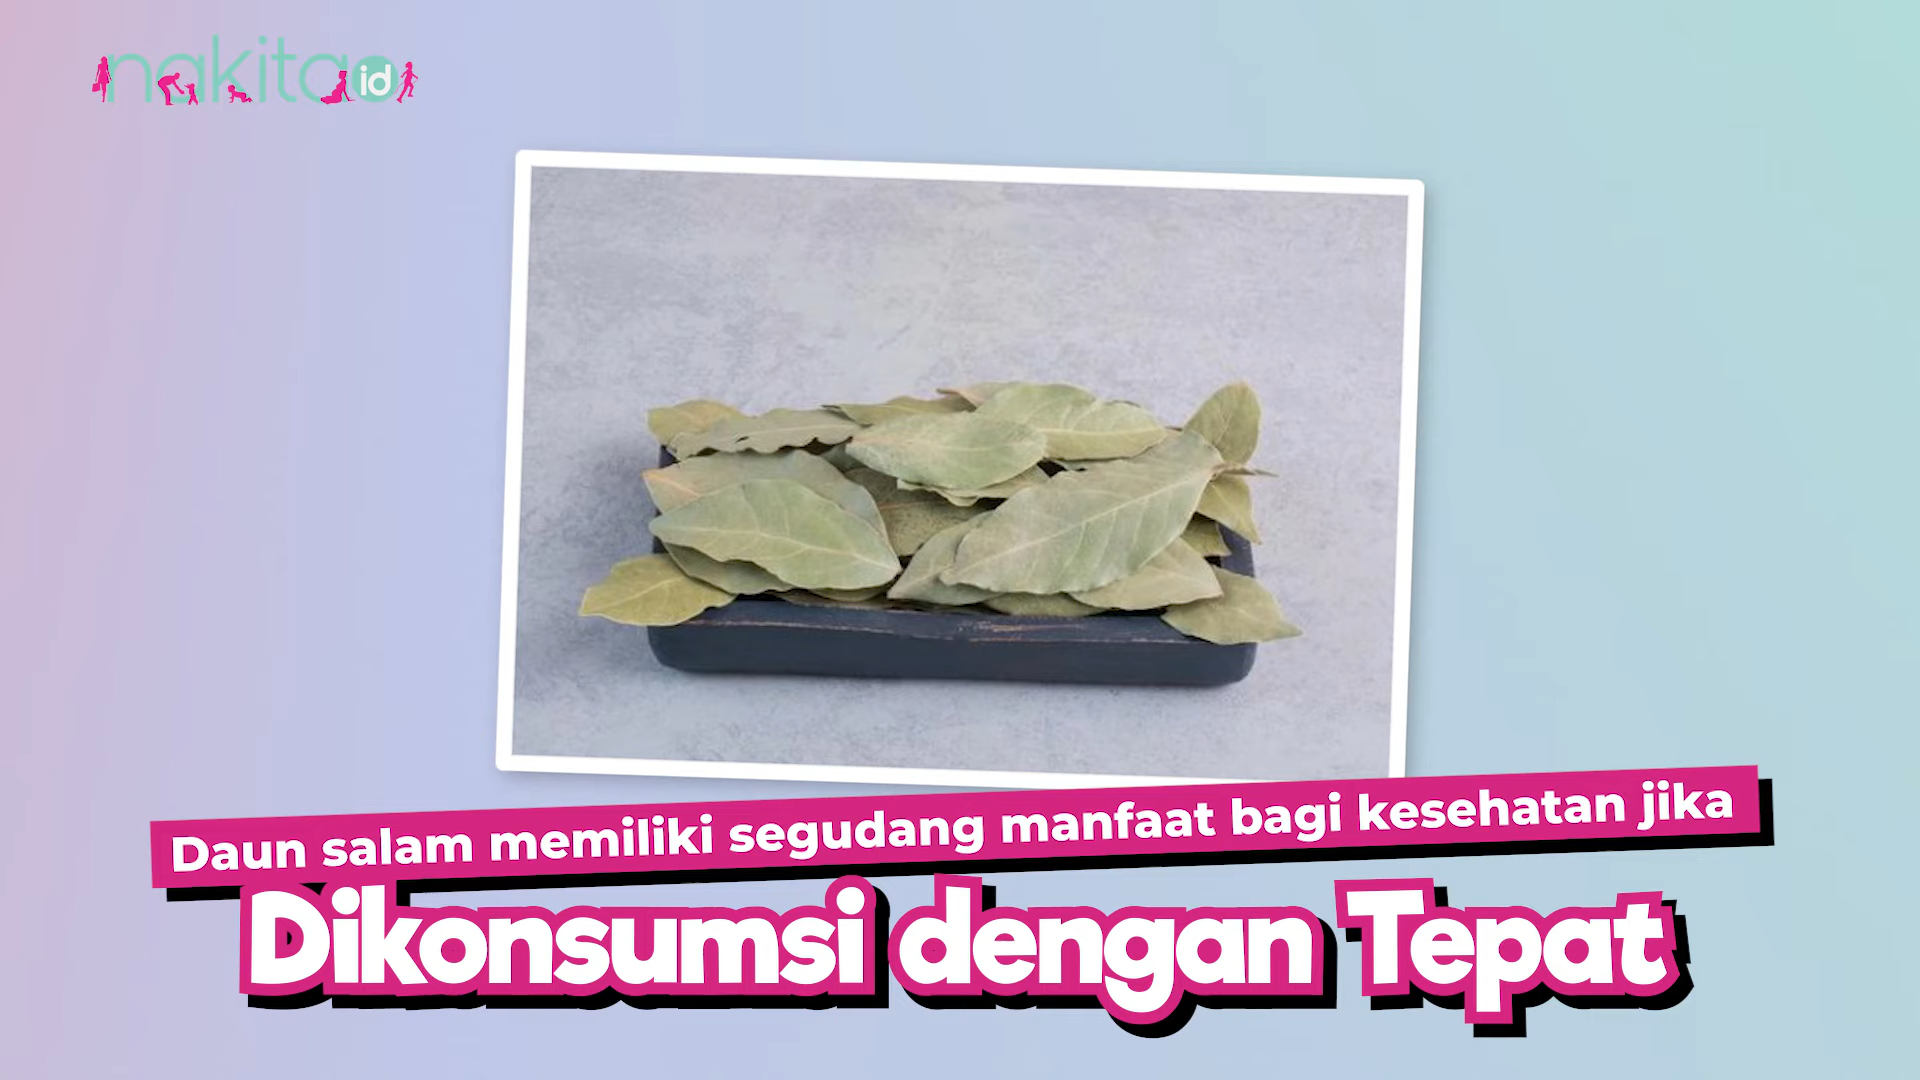 nakita id
Daun salam memiliki segudang manfaat bagi kesehatan jika
Dikonsumsi dengan Tepat